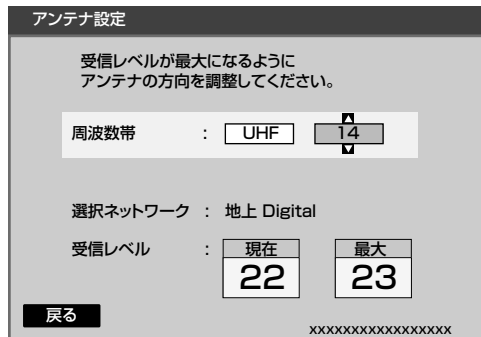 アンテナ設定
受信レベルが最大になるように
アンテナの方向を調整してください。
周波数帯 : UHF 14
選択ネットワーク : 地上 Digital
受信レベル : 現在 最大
22 23
戻る
xxxxxxxxxxxxxxxxx